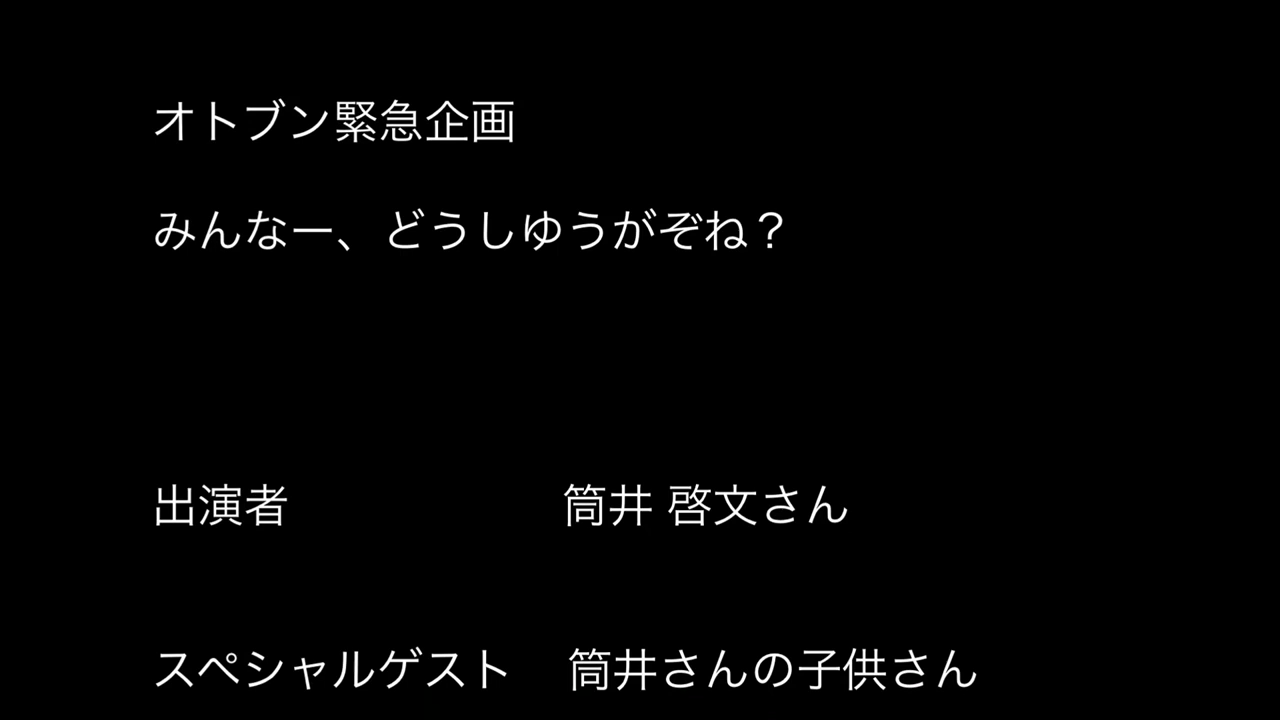 オトブン緊急企画
みんなー、どうしゆうがぞね？
出演者 筒井 啓文さん
スペシャルゲスト 筒井さんの子供さん